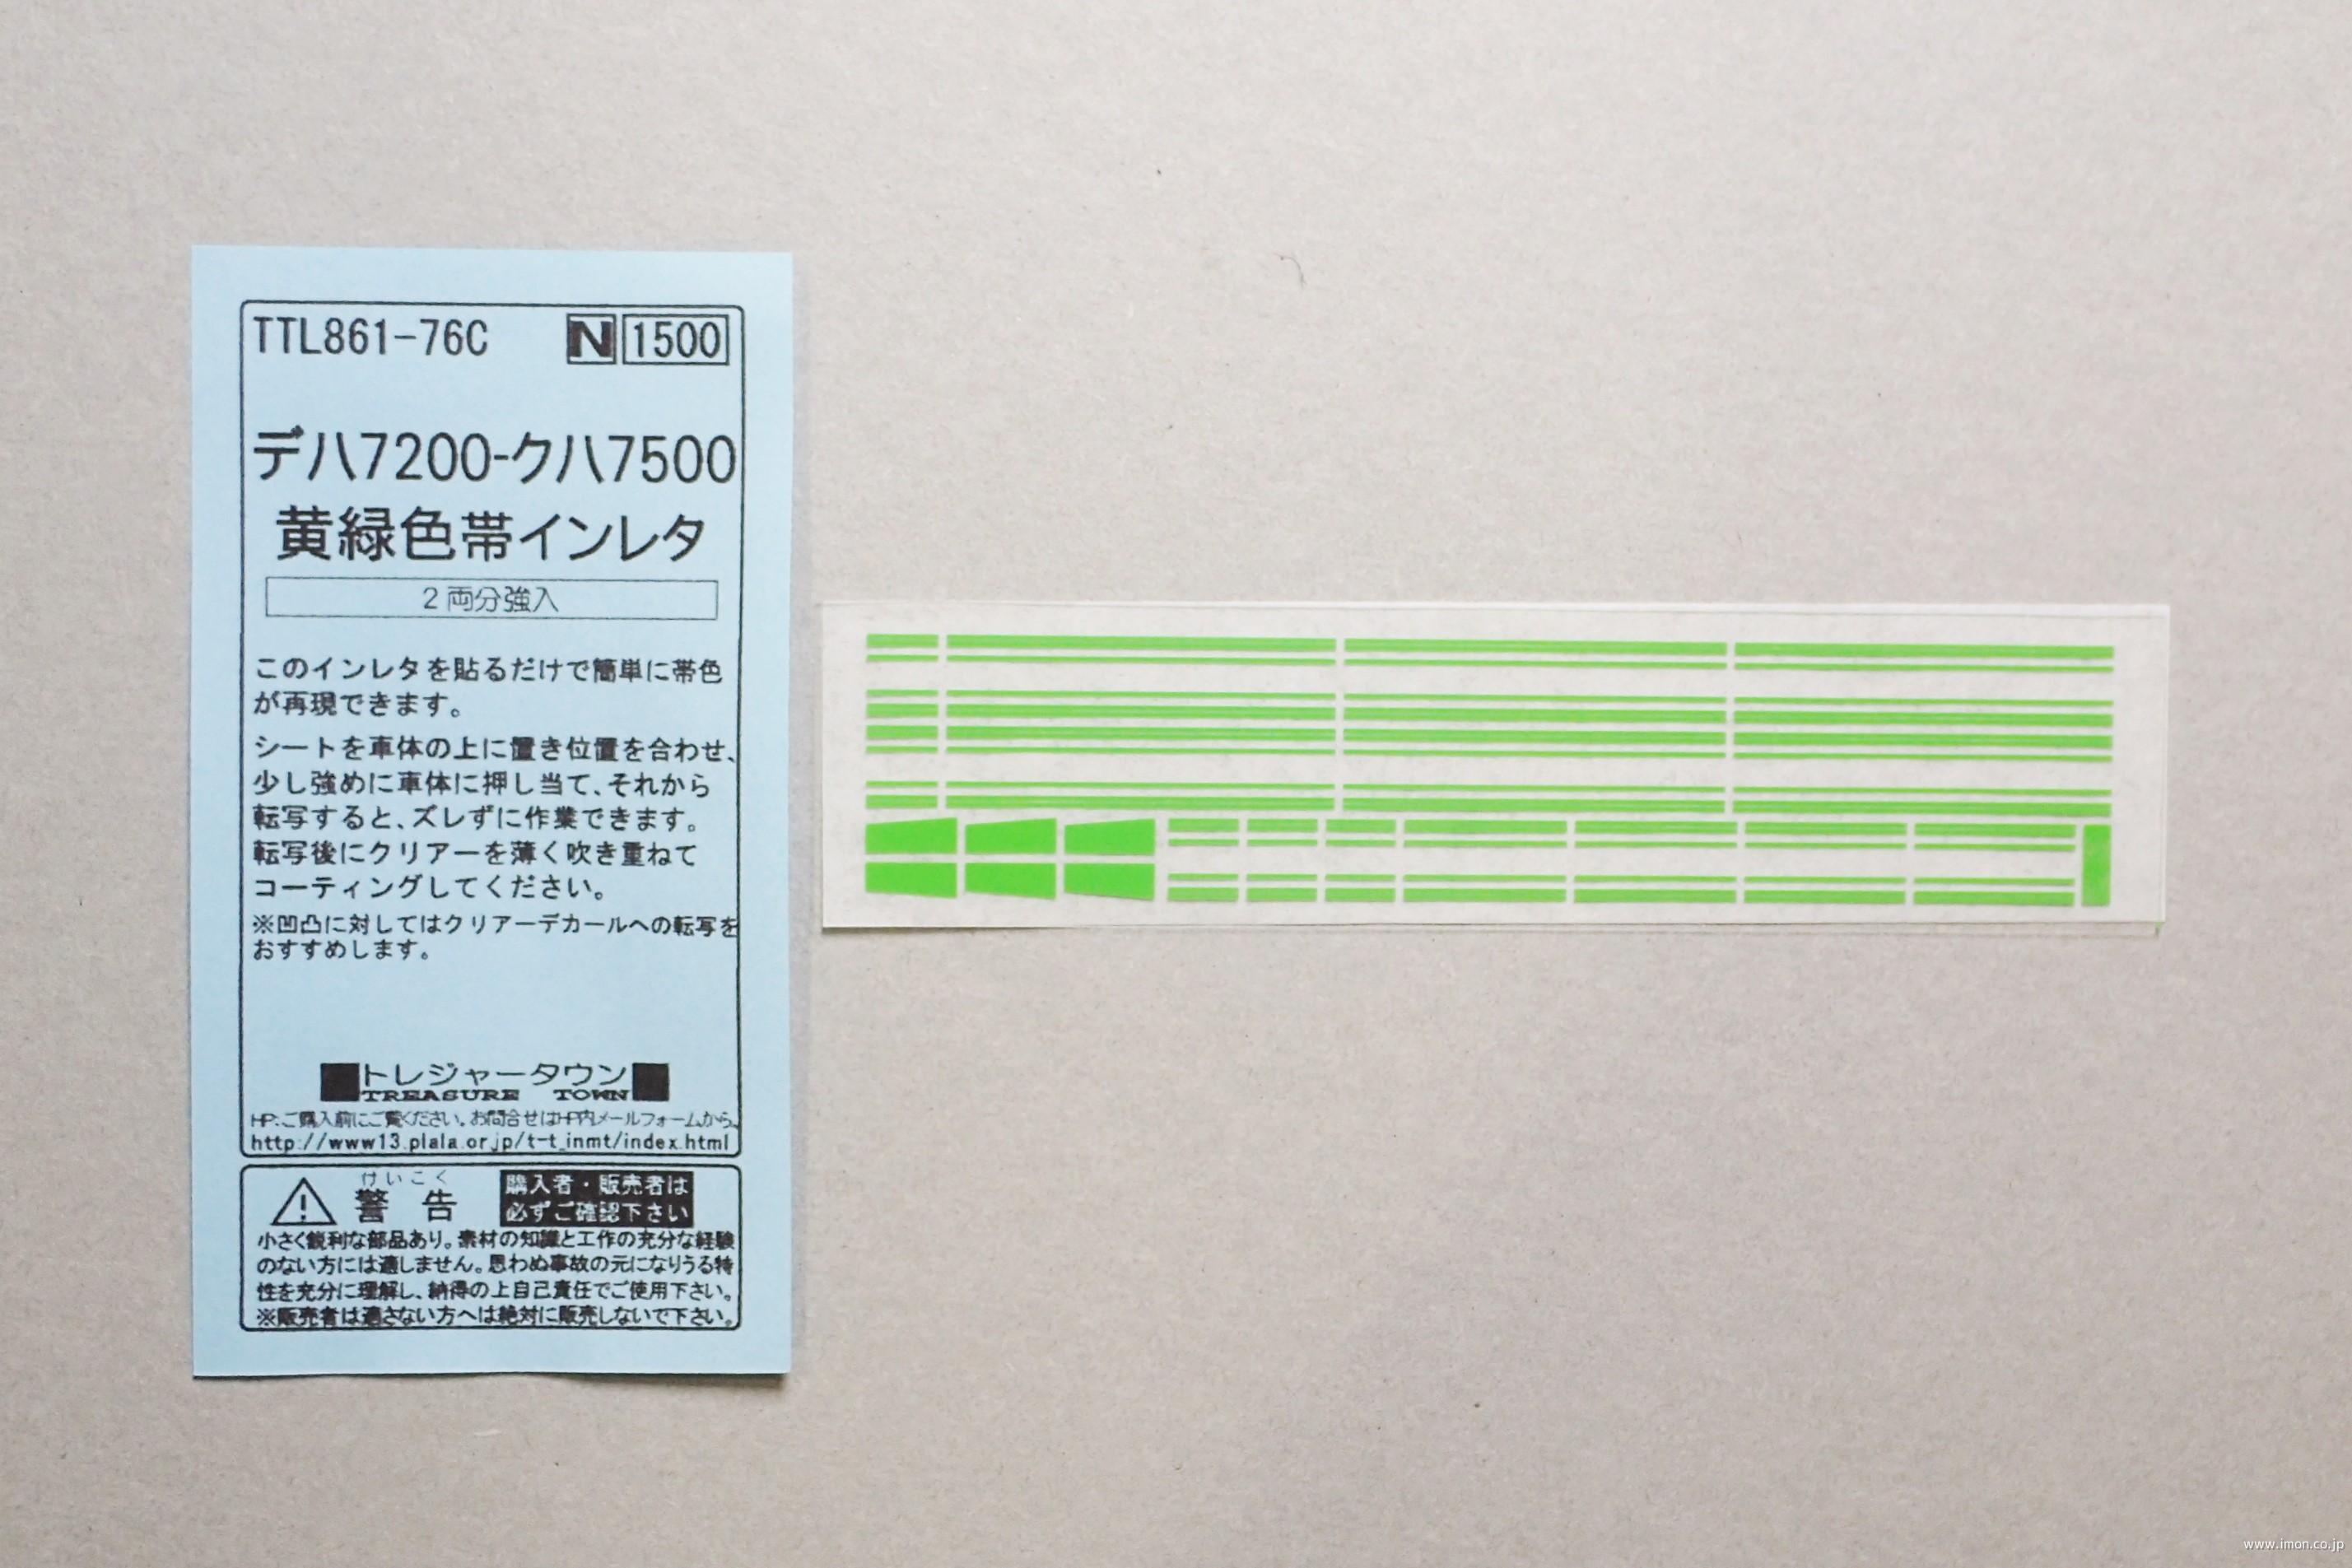 TTL861-76C N 1500
デハ7200-クハ7500
黄緑色帯インレタ
2両分強入
このインレタを貼るだけで簡単に帯色
が再現できます。
シートを車体の上に置き位置を合わせ、
少し強めに車体に押し当て、それから
転写すると、ズレずに作業できます。
転写後にクリアーを薄く吹き重ねて
コーティングしてください。
※凹凸に対してはクリアーデカールへの転写を
おすすめします。
トレジャータウン
TREASURE TOWN
HP:ご購入前にご覧ください。お問合せはHP内メールフォームから。
http://www13.plala.or.jp/t-t_inmt/index.html
けいこく
警告
購入者・販売者は
必ずご確認下さい
小さく鋭利な部品あり。素材の知識と工作の充分な経験
のない方には適しません。思わぬ事故の元になりうる特
性を充分に理解し、納得の上自己責任でご使用下さい。
※販売者は適さない方へは絶対に販売しないで下さい。
www.imon.co.jp